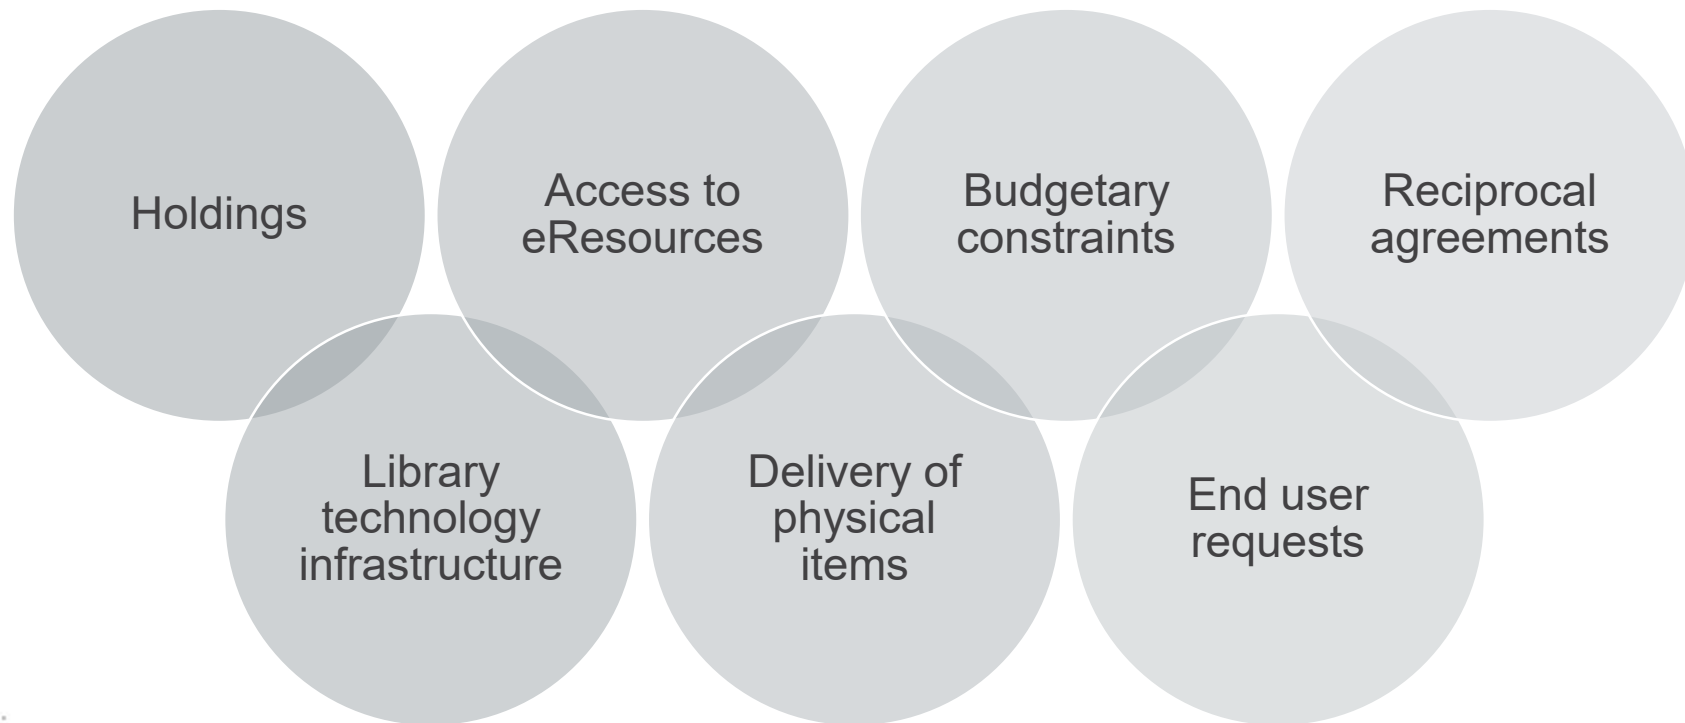 Holdings
Access to
eResources
Budgetary
constraints
Reciprocal
agreements
Library
technology
infrastructure
Delivery of
physical
items
End user
requests